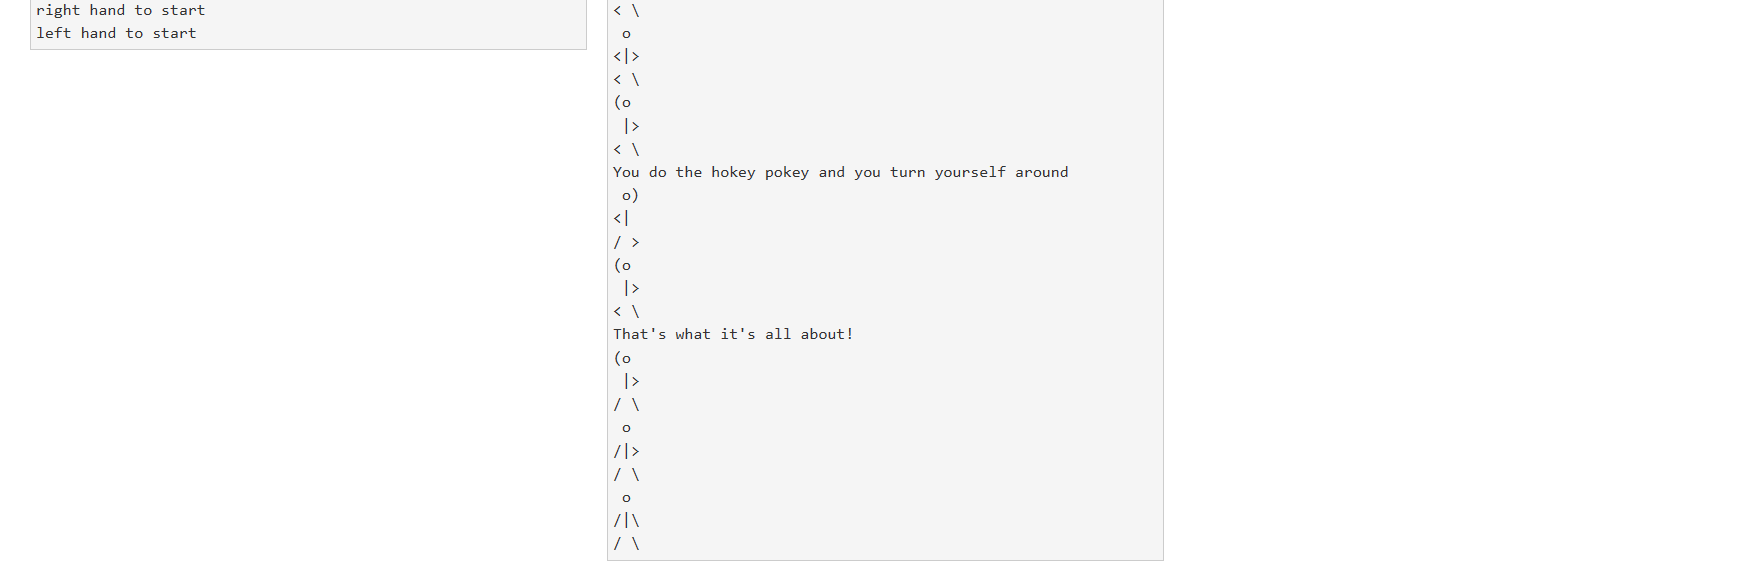 right hand to start
left hand to start
< \
 o
<|>
< \
(o
 |>
< \
You do the hokey pokey and you turn yourself around
 o)
<|
/ >
(o
 |>
< \
That's what it's all about!
(o
 |>
/ \
 o
/|>
/ \
 o
/|\
/ \